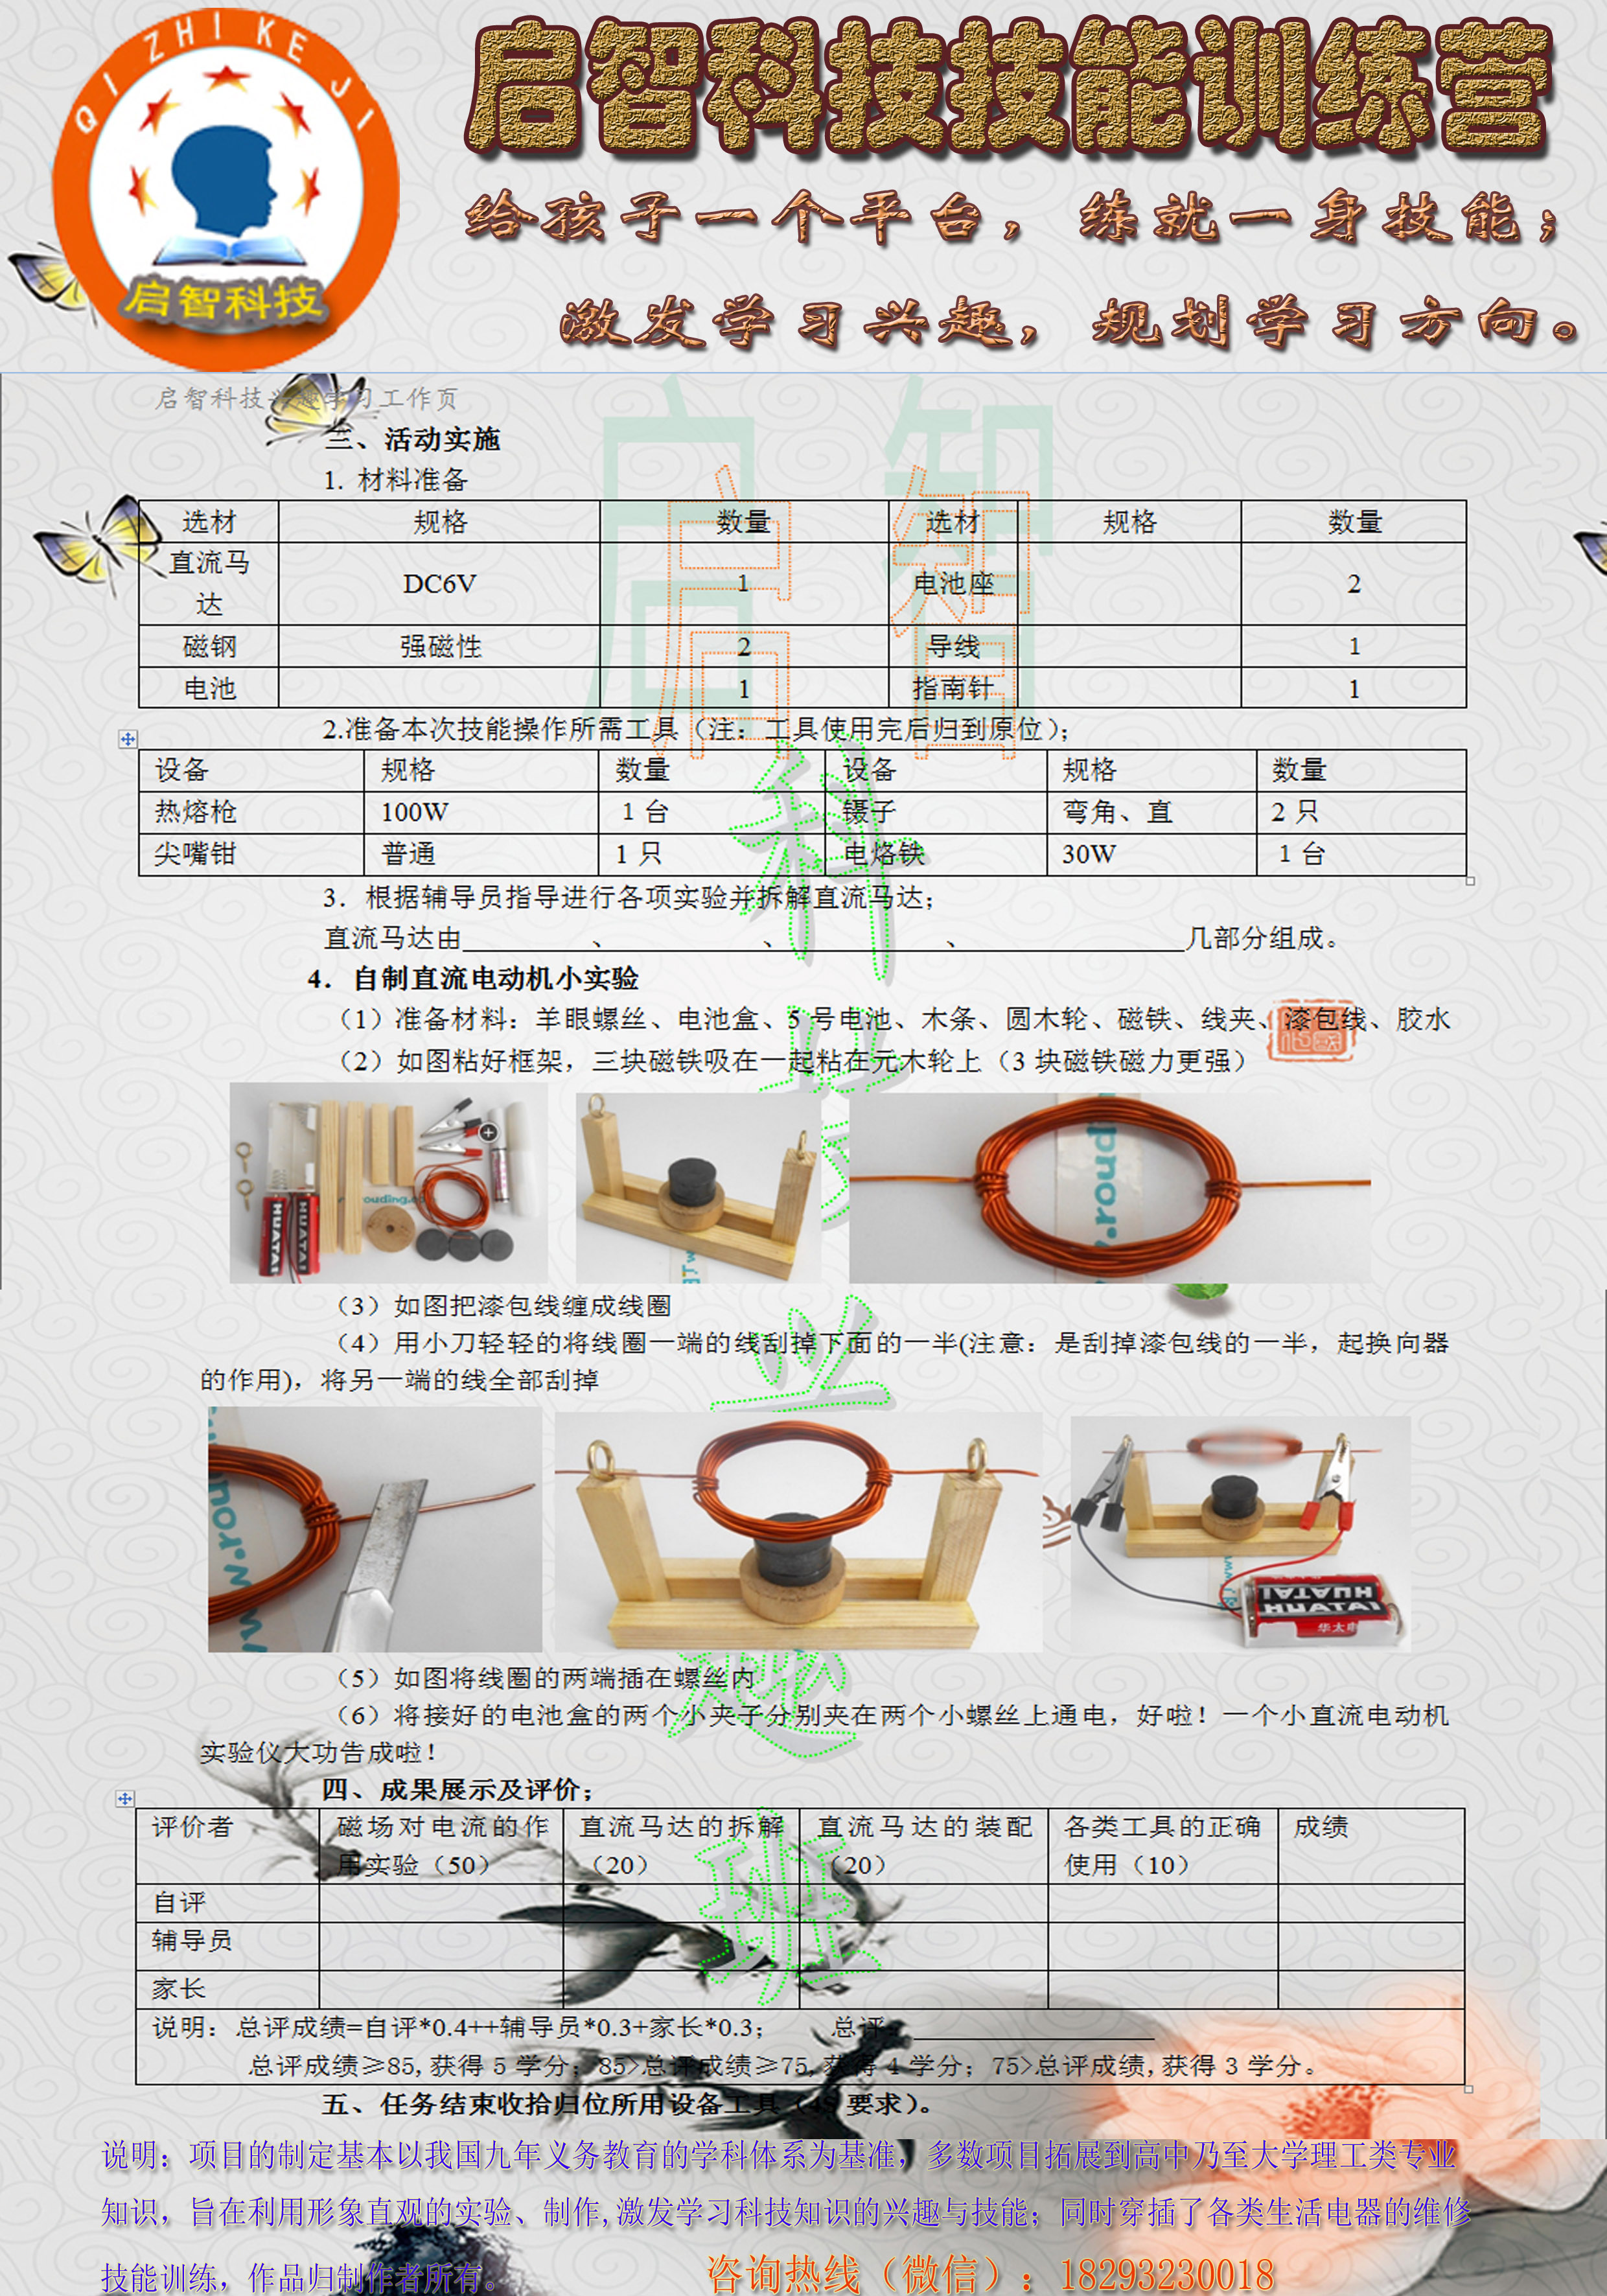 QI ZHI KE JI
启智科技
启智科技技能训练营
给孩子一个平台，练就一身技能；
激发学习兴趣，规划学习方向。
启智科技兴趣学习工作页
三、活动实施
1. 材料准备
选材 规格 数量 选材 规格 数量
直流马达 DC6V 1 电池座 2
磁钢 强磁性 2 导线 1
电池 1 指南针 1
2.准备本次技能操作所需工具（注：工具使用完后归到原位）；
设备 规格 数量 设备 规格 数量
热熔枪 100W 1台 镊子 弯角、直 2只
尖嘴钳 普通 1只 电烙铁 30W 1台
3．根据辅导员指导进行各项实验并拆解直流马达；
直流马达由________、________、________、________几部分组成。
4．自制直流电动机小实验
（1）准备材料：羊眼螺丝、电池盒、5号电池、木条、圆木轮、磁铁、线夹、漆包线、胶水
（2）如图粘好框架，三块磁铁吸在一起粘在元木轮上（3块磁铁磁力更强）
HUATAI
HUATAI
rouding.c
w.roudin
（3）如图把漆包线缠成线圈
（4）用小刀轻轻的将线圈一端的线刮掉下面的一半(注意：是刮掉漆包线的一半，起换向器
的作用)，将另一端的线全部刮掉
www.roun
HUATAI
HUATAI
华太电
（5）如图将线圈的两端插在螺丝内
（6）将接好的电池盒的两个小夹子分别夹在两个小螺丝上通电，好啦！一个小直流电动机
实验仪大功告成啦！
四、成果展示及评价；
评价者 磁场对电流的作用实验（50） 直流马达的拆解（20） 直流马达的装配（20） 各类工具的正确使用（10） 成绩
自评
辅导员
家长
说明：总评成绩=自评*0.4++辅导员*0.3+家长*0.3； 总评：________
总评成绩≥85,获得5学分；85>总评成绩≥75,获得4学分；75>总评成绩,获得3学分。
五、任务结束收拾归位所用设备工具（4S要求）。
启智科技兴趣班
说明：项目的制定基本以我国九年义务教育的学科体系为基准，多数项目拓展到高中乃至大学理工类专业
知识，旨在利用形象直观的实验、制作,激发学习科技知识的兴趣与技能；同时穿插了各类生活电器的维修
技能训练，作品归制作者所有。
咨询热线（微信）：18293230018